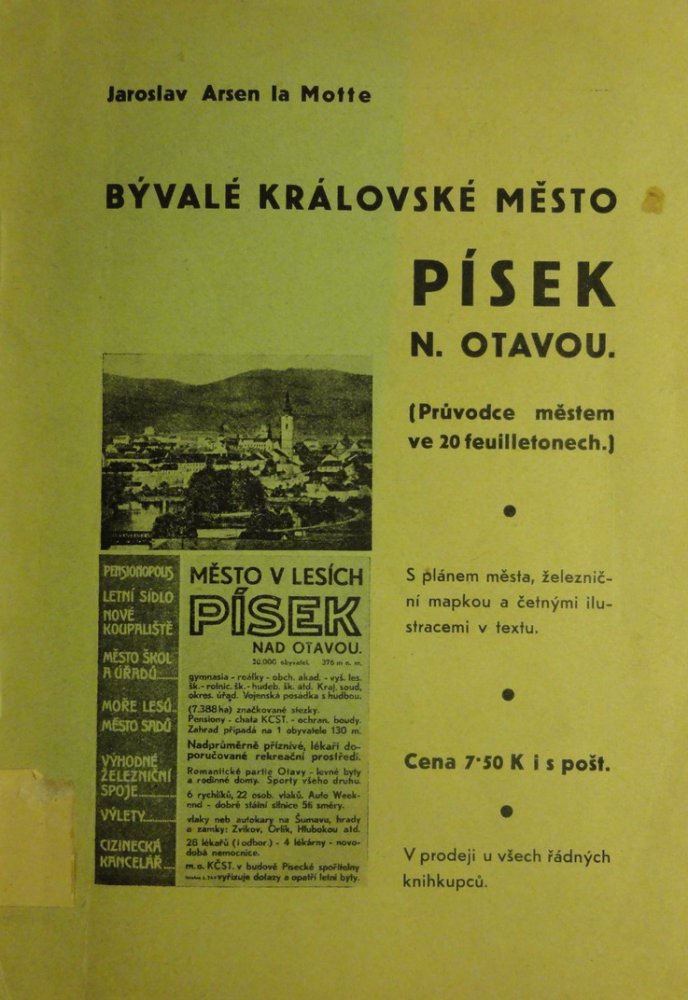 Jaroslav Arsen la Motte
BÝVALÉ KRÁLOVSKÉ MĚSTO
PÍSEK
N. OTAVOU.
(Průvodce městem
ve 20 feuilletonech.)
S plánem města, železnič-
ní mapkou a četnými ilu-
stracemi v textu.
Cena 7·50 K i s pošt.
V prodeji u všech řádných
knihkupců.
PENSIONOPOLIS
LETNÍ SÍDLO
NOVÉ
KOUPALIŠTĚ
MĚSTO ŠKOL
A ÚŘADŮ
MOŘE LESŮ
MĚSTO SADŮ
VÝHODNÉ
ŽELEZNIČNÍ
SPOJE
VÝLETY
CIZINECKÁ
KANCELÁŘ
MĚSTO V LESÍCH
PÍSEK
NAD OTAVOU.
20.000 obyvatel. 376 m n. m.
gymnasia - reálky - obch. akad. - vyš. les.
šk.- rolnic. šk.- hudeb. šk. atd. Kraj. soud,
okres. úřad. Vojenská posádka s hudbou.
(7.388 ha) značkované stezky.
Pensiony - chata KČST. - ochran. boudy.
Zahrad připadá na 1 obyvatele 130 m.
Nadprůměrně příznivé, lékaři do-
poručované rekreační prostředí.
Romantické partie Otavy - levné byty
a rodinné domy. Sporty všeho druhu.
6 rychlíků, 22 osob. vlaků. Auto Week-
end - dobré státní silnice 5ti směry.
vlaky neb autokary na Šumavu, hrady
a zámky: Zvíkov, Orlík, Hlubokou atd.
28 lékařů (i odbor.) - 4 lékárny - novo-
dobá nemocnice.
m. o. KČST. v budově Písecké spořitelny
vyřizuje dotazy a opatří letní byty.